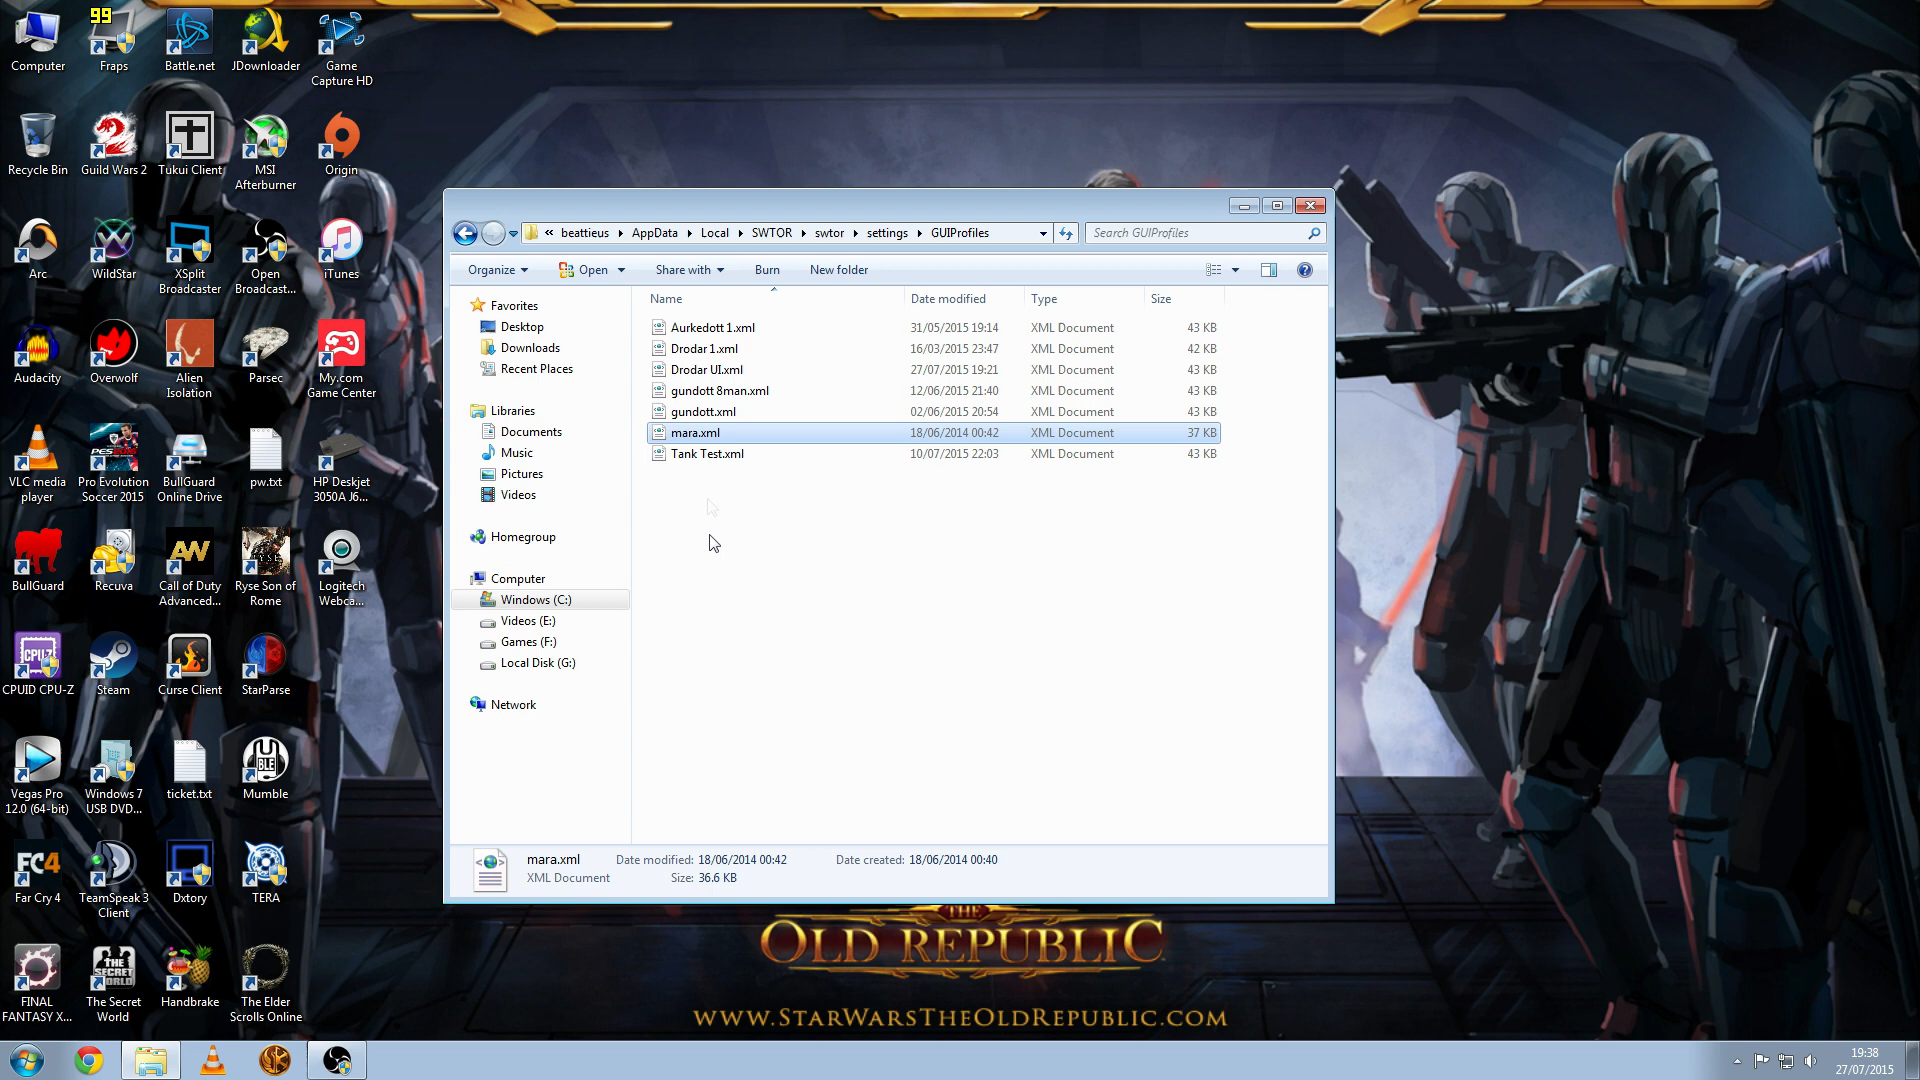 99
Computer
Fraps
Battle.net
JDownloader
Game
Capture HD
Recycle Bin
Guild Wars 2
Tukui Client
MSI
Afterburner
Origin
Arc
WildStar
XSplit
Broadcaster
Open
Broadcast...
iTunes
Audacity
Overwolf
Alien
Isolation
Parsec
My.com
Game Center
VLC media
player
Pro Evolution
Soccer 2015
BullGuard
Online Drive
pw.txt
HP Deskjet
3050A J6...
BullGuard
Recuva
AW
Call of Duty
Advanced...
Ryse Son of
Rome
Logitech
Webca...
CPUID CPU-Z
Steam
Curse Client
StarParse
Vegas Pro
12.0 (64-bit)
Windows 7
USB DVD...
ticket.txt
Mumble
FC4
Far Cry 4
TeamSpeak 3
Client
Dxtory
TERA
FINAL
FANTASY X...
THE
SECRET
WORLD
The Secret
World
Handbrake
The Elder
Scrolls Online
« beattieus AppData Local SWTOR swtor settings GUIProfiles
Search GUIProfiles
Organize Open Share with Burn New folder
Favorites
Desktop
Downloads
Recent Places
Libraries
Documents
Music
Pictures
Videos
Homegroup
Computer
Windows (C:)
Videos (E:)
Games (F:)
Local Disk (G:)
Network
Name Date modified Type Size
Aurkedott 1.xml 31/05/2015 19:14 XML Document 43 KB
Drodar 1.xml 16/03/2015 23:47 XML Document 42 KB
Drodar UI.xml 27/07/2015 19:21 XML Document 43 KB
gundott 8man.xml 12/06/2015 21:40 XML Document 43 KB
gundott.xml 02/06/2015 20:54 XML Document 43 KB
mara.xml 18/06/2014 00:42 XML Document 37 KB
Tank Test.xml 10/07/2015 22:03 XML Document 43 KB
mara.xml Date modified: 18/06/2014 00:42 Date created: 18/06/2014 00:40
XML Document Size: 36.6 KB
THE
OLD REPUBLIC
WWW.STARWARSTHEOLDREPUBLIC.COM
19:38
27/07/2015